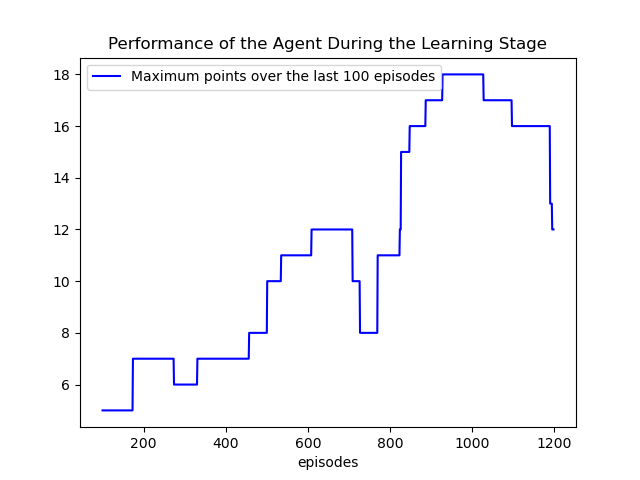 Performance of the Agent During the Learning Stage
Maximum points over the last 100 episodes
18
16
14
12
10
8
6
200 400 600 800 1000 1200
episodes